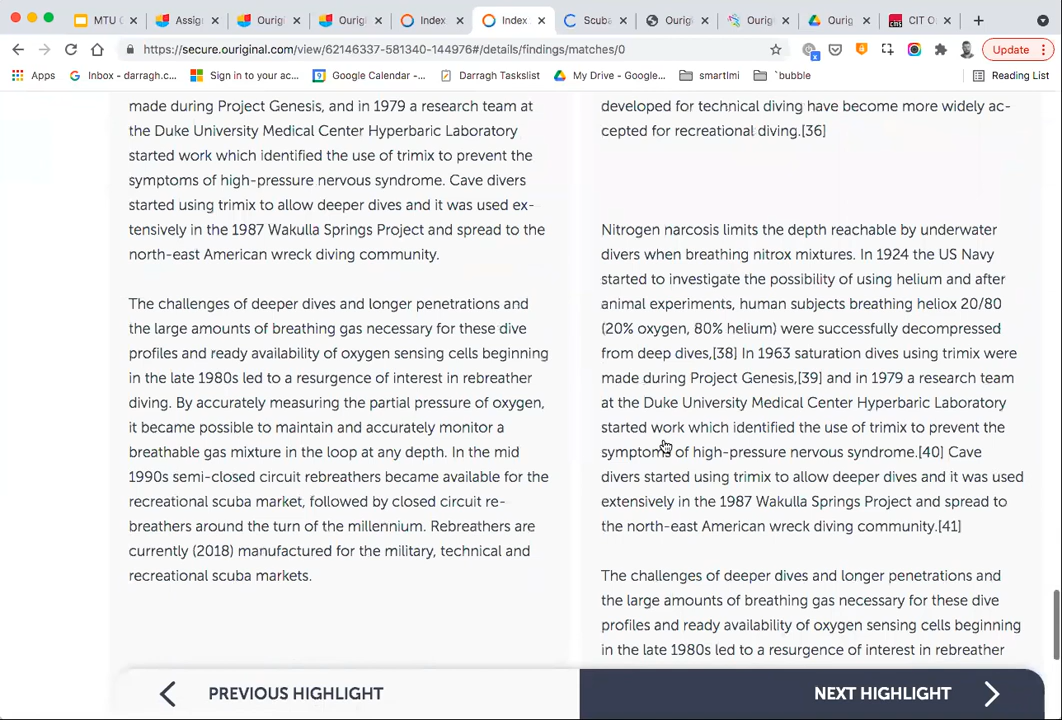 MTU C
Assign
Ourigi
Ourigi
Index
Index
Scuba
Ourigi
Ourigi
Ourigi
CIT O
https://secure.ouriginal.com/view/62146337-581340-144976#/details/findings/matches/0
Update
Apps
Inbox - darragh.c...
Sign in to your ac...
Google Calendar -...
Darragh Taskslist
My Drive - Google...
smartlmi
`bubble
Reading List
made during Project Genesis, and in 1979 a research team at
the Duke University Medical Center Hyperbaric Laboratory
started work which identified the use of trimix to prevent the
symptoms of high-pressure nervous syndrome. Cave divers
started using trimix to allow deeper dives and it was used ex-
tensively in the 1987 Wakulla Springs Project and spread to the
north-east American wreck diving community.
The challenges of deeper dives and longer penetrations and
the large amounts of breathing gas necessary for these dive
profiles and ready availability of oxygen sensing cells beginning
in the late 1980s led to a resurgence of interest in rebreather
diving. By accurately measuring the partial pressure of oxygen,
it became possible to maintain and accurately monitor a
breathable gas mixture in the loop at any depth. In the mid
1990s semi-closed circuit rebreathers became available for the
recreational scuba market, followed by closed circuit re-
breathers around the turn of the millennium. Rebreathers are
currently (2018) manufactured for the military, technical and
recreational scuba markets.
developed for technical diving have become more widely ac-
cepted for recreational diving.[36]
Nitrogen narcosis limits the depth reachable by underwater
divers when breathing nitrox mixtures. In 1924 the US Navy
started to investigate the possibility of using helium and after
animal experiments, human subjects breathing heliox 20/80
(20% oxygen, 80% helium) were successfully decompressed
from deep dives,[38] In 1963 saturation dives using trimix were
made during Project Genesis,[39] and in 1979 a research team
at the Duke University Medical Center Hyperbaric Laboratory
started work which identified the use of trimix to prevent the
symptoms of high-pressure nervous syndrome.[40] Cave
divers started using trimix to allow deeper dives and it was used
extensively in the 1987 Wakulla Springs Project and spread to
the north-east American wreck diving community.[41]
The challenges of deeper dives and longer penetrations and
the large amounts of breathing gas necessary for these dive
profiles and ready availability of oxygen sensing cells beginning
in the late 1980s led to a resurgence of interest in rebreather
PREVIOUS HIGHLIGHT
NEXT HIGHLIGHT